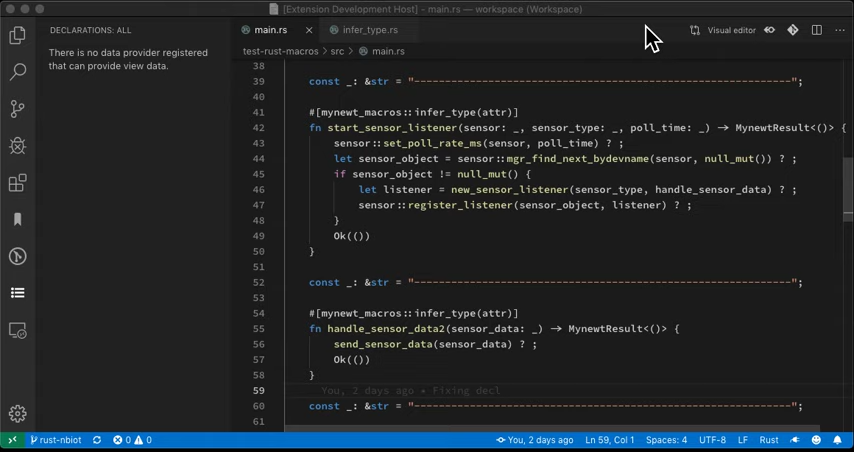 [Extension Development Host] - main.rs — workspace (Workspace)
DECLARATIONS: ALL
There is no data provider registered
that can provide view data.
main.rs × infer_type.rs Visual editor ...
test-rust-macros > src > main.rs
38
39 const _: &str = "-------------------------------------------------------------";
40
41 #[mynewt_macros::infer_type(attr)]
42 fn start_sensor_listener(sensor: _, sensor_type: _, poll_time: _) → MynewtResult<()> {
43 sensor::set_poll_rate_ms(sensor, poll_time) ? ;
44 let sensor_object = sensor::mgr_find_next_bydevname(sensor, null_mut()) ? ;
45 if sensor_object != null_mut() {
46 let listener = new_sensor_listener(sensor_type, handle_sensor_data) ? ;
47 sensor::register_listener(sensor_object, listener) ? ;
48 }
49 Ok(())
50 }
51
52 const _: &str = "-------------------------------------------------------------";
53
54 #[mynewt_macros::infer_type(attr)]
55 fn handle_sensor_data2(sensor_data: _) → MynewtResult<()> {
56 send_sensor_data(sensor_data) ? ;
57 Ok(())
58 }
59 You, 2 days ago • Fixing decl
60 const _: &str = "-------------------------------------------------------------";
61
rust-nbiot 0 0 You, 2 days ago Ln 59, Col 1 Spaces: 4 UTF-8 LF Rust